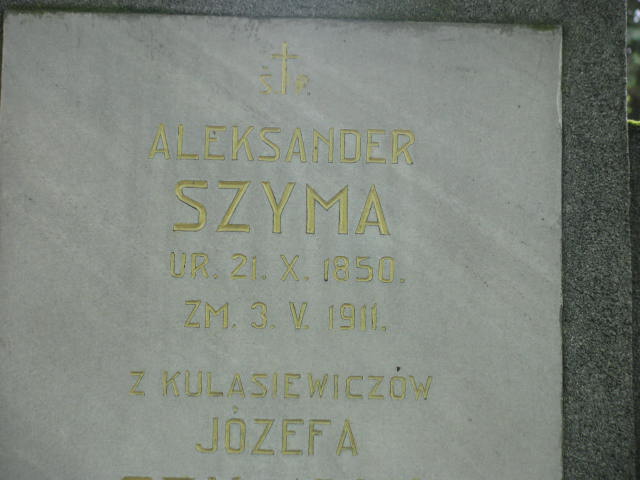 Ś P.
ALEKSANDER
SZYMA
UR. 21. X. 1850.
ZM. 3. V. 1911.
Z KULASIEWICZÓW
JÓZEFA